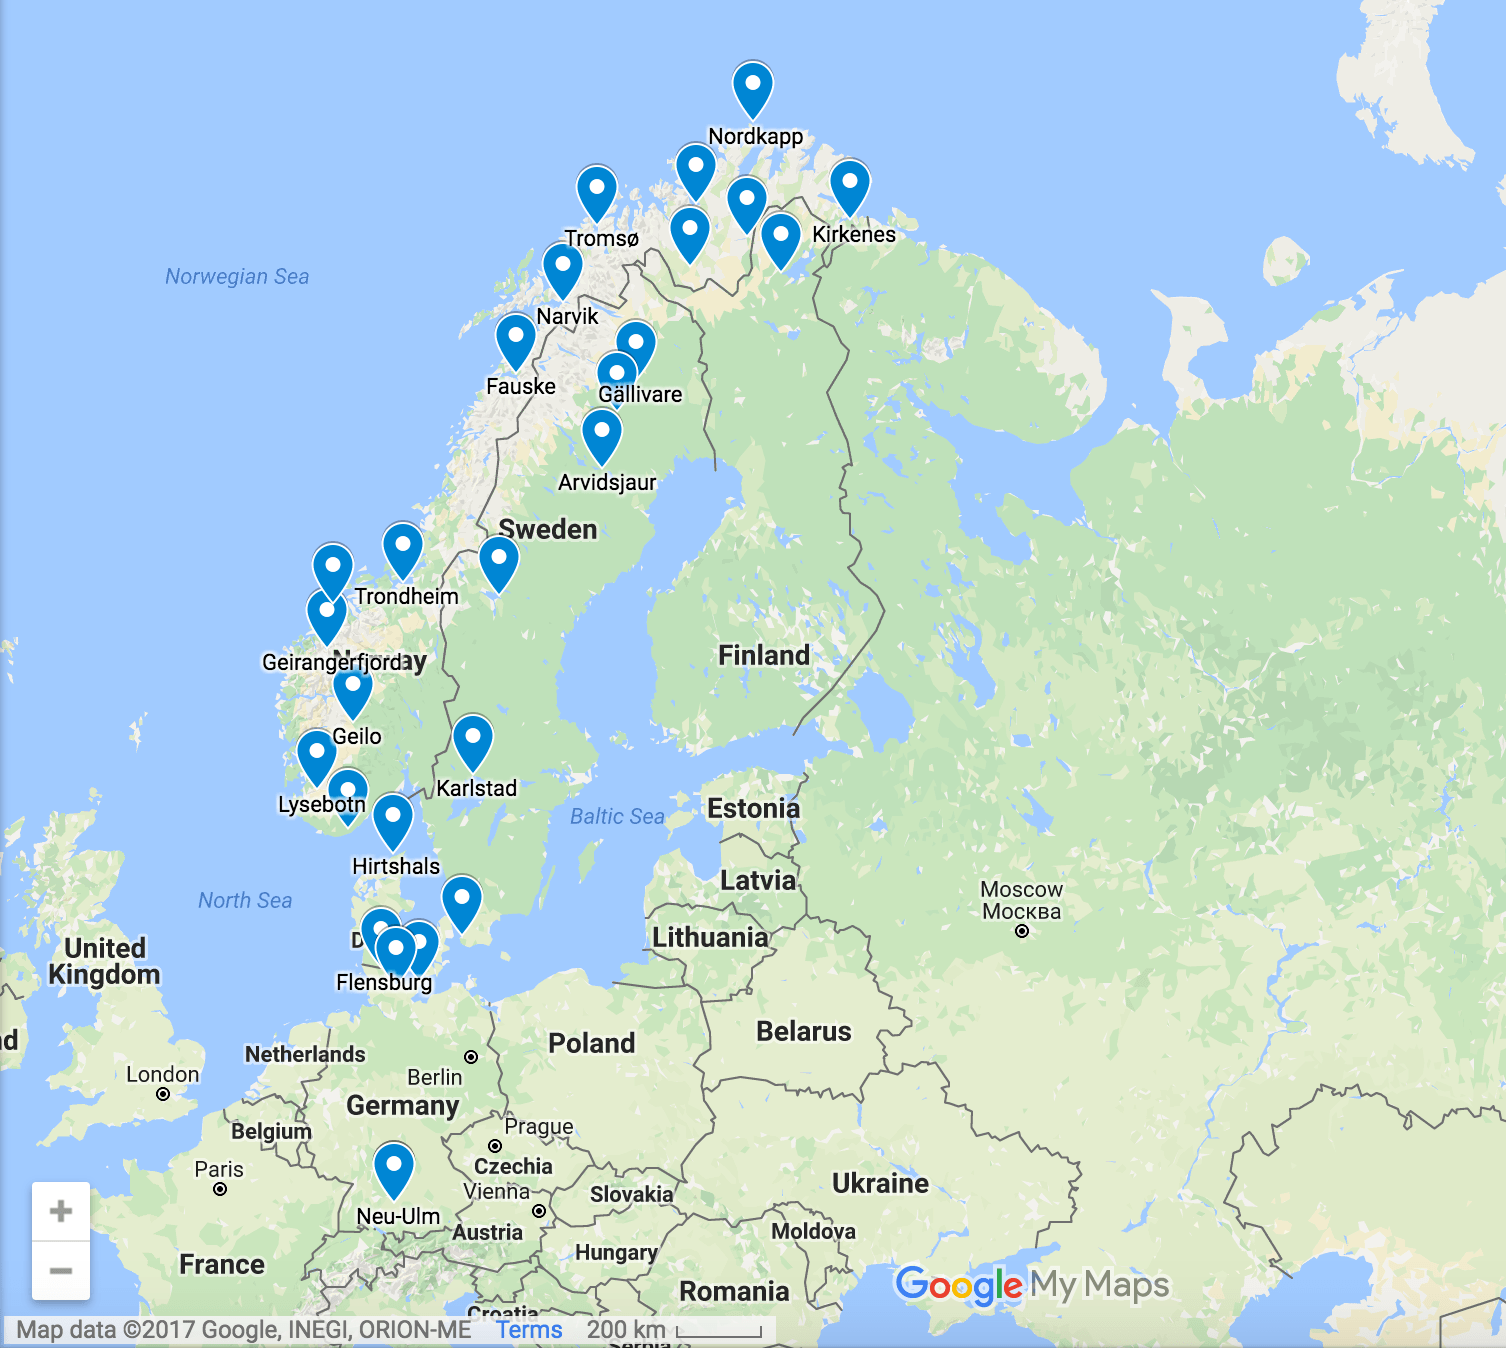 Nordkapp
Kirkenes
Tromsø
Norwegian Sea
Narvik
Fauske
Gällivare
Arvidsjaur
Sweden
Trondheim
Finland
Geirangerfjord
Norway
Geilo
Karlstad
Lysebotn
Estonia
Baltic Sea
Hirtshals
Latvia
Moscow
Москва
North Sea
Lithuania
United
Kingdom
D
Flensburg
Belarus
nd
Poland
Netherlands
London
Berlin
Germany
Belgium
Prague
Paris
Czechia
Vienna
Slovakia
Ukraine
Neu-Ulm
Austria
Moldova
Hungary
France
Romania
Google My Maps
Croatia
Map data ©2017 Google, INEGI, ORION-ME Terms 200 km
Serbia